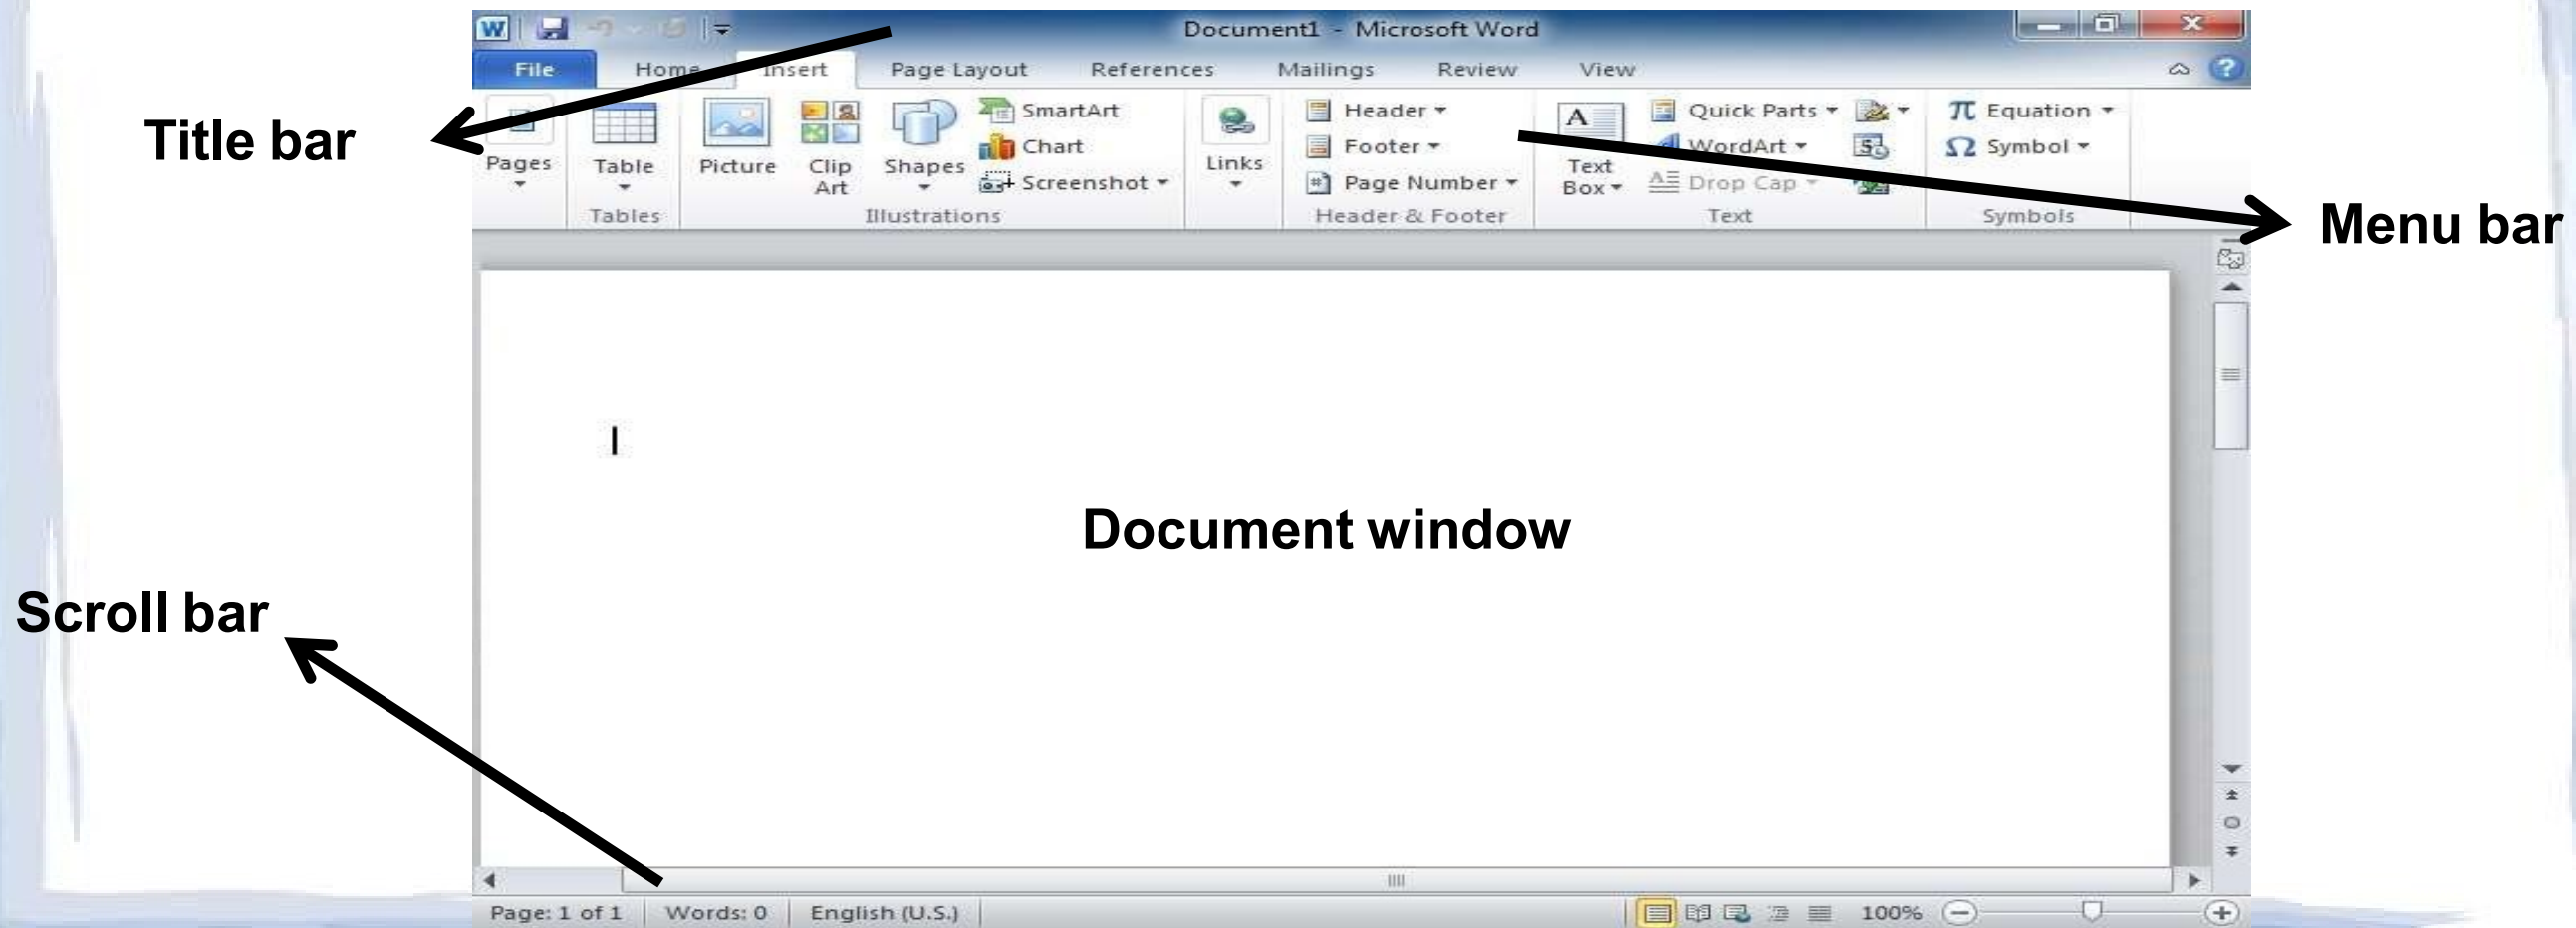 W Document1 - Microsoft Word
File Home Insert Page Layout References Mailings Review View
Title bar
Pages
Table
Tables
Picture
Clip Art
Shapes
SmartArt
Chart
Screenshot
Illustrations
Links
Header
Footer
Page Number
Header & Footer
A
Text Box
Quick Parts
WordArt
Drop Cap
Text
π Equation
Ω Symbol
Symbols
Menu bar
Document window
Scroll bar
Page: 1 of 1 Words: 0 English (U.S.) 100%